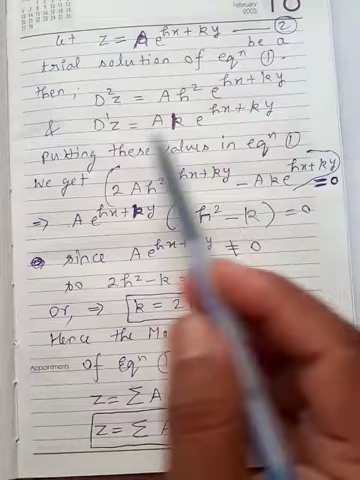 February
2005
10
Let z = A e^{hx+ky} — ②
be a
trial solution of eqⁿ ①.
then; D²z = A h² e^{hx+ky}
& D'z = A k e^{hx+ky}
putting these values in eqⁿ ①
we get (2 A h² e^{hx+ky} - A k e^{hx+ky}) = 0
⇒ A e^{hx+ky} ( h² - k) = 0
since A e^{hx+ky} ≠ 0
so 2h² - k =
or, ⇒ k = 2
Hence the
Appointments
of Eqⁿ
z = Σ A
z = Σ A